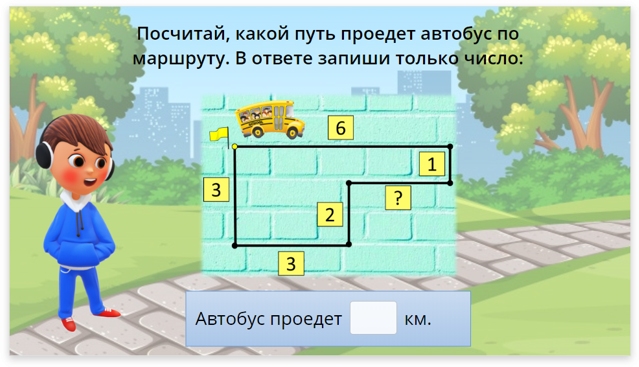 Посчитай, какой путь проедет автобус по
маршруту. В ответе запиши только число:
6
1
3
?
2
3
Автобус проедет км.